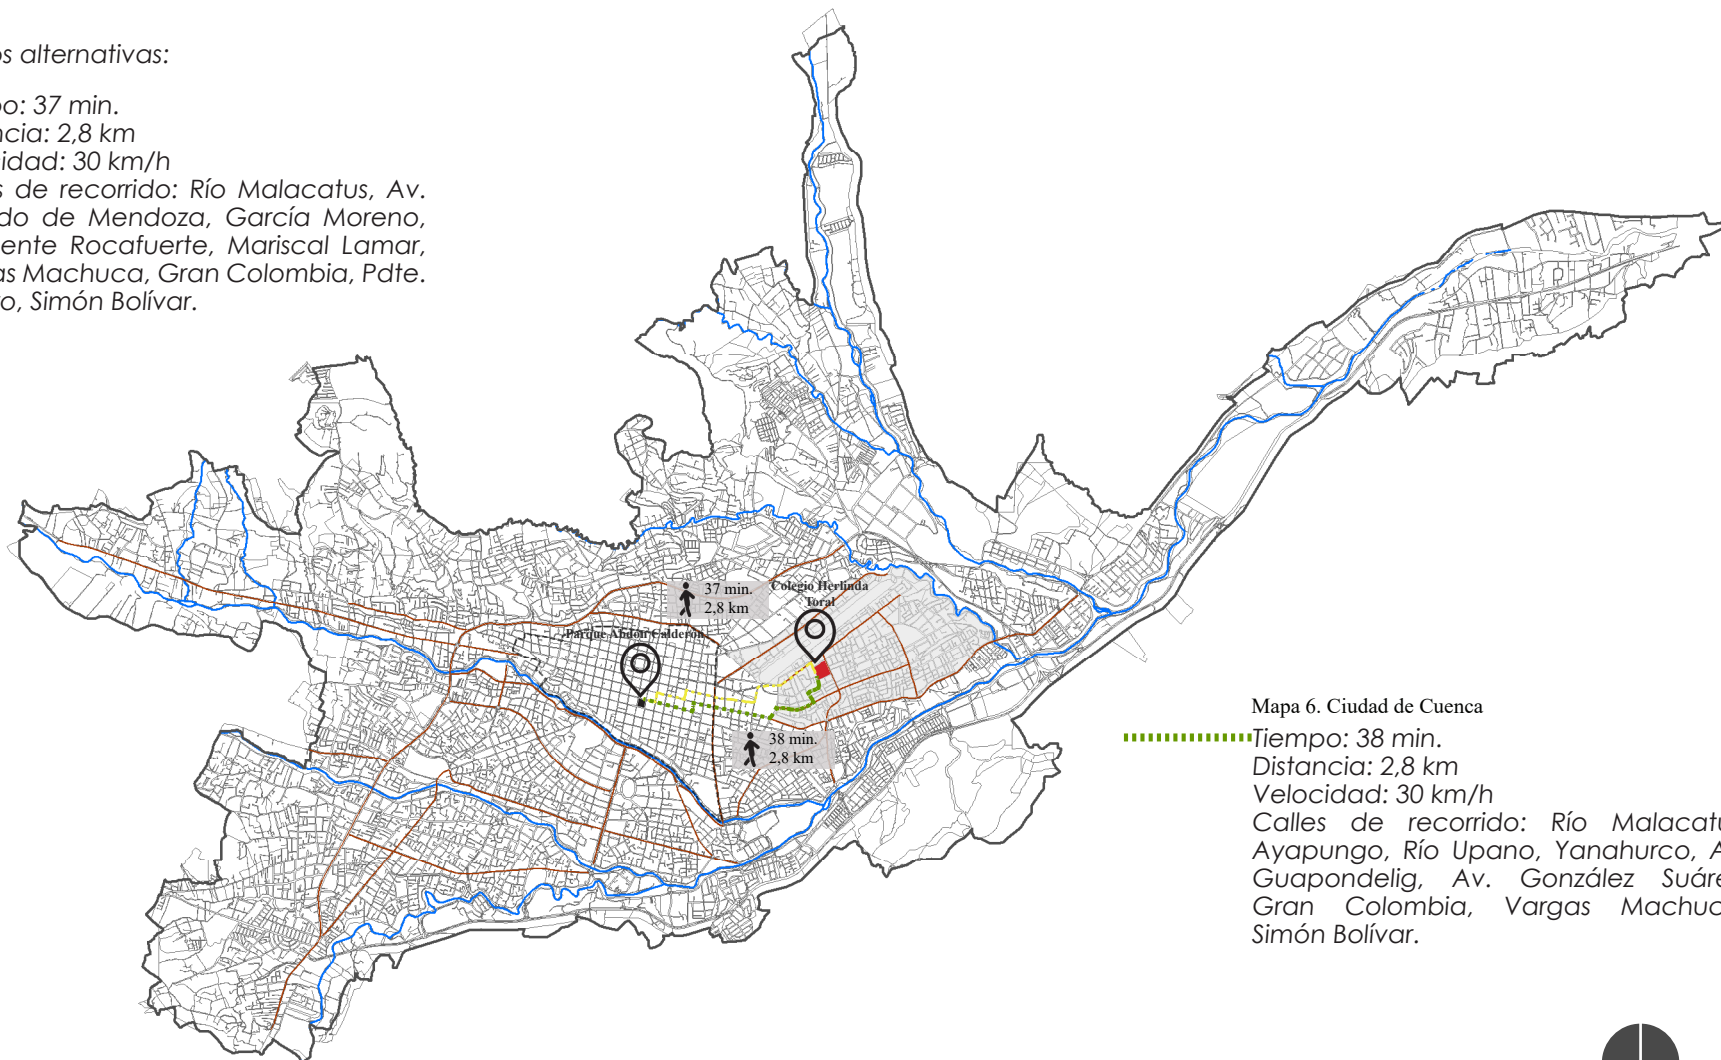 os alternativas:
po: 37 min.
ncia: 2,8 km
cidad: 30 km/h
s de recorrido: Río Malacatus, Av.
do de Mendoza, García Moreno,
ente Rocafuerte, Mariscal Lamar,
as Machuca, Gran Colombia, Pdte.
ro, Simón Bolívar.
37 min.
2,8 km
Colegio Herlinda
Toral
Parque Abdón Calderón
38 min.
2,8 km
Mapa 6. Ciudad de Cuenca
Tiempo: 38 min.
Distancia: 2,8 km
Velocidad: 30 km/h
Calles de recorrido: Río Malacatu
Ayapungo, Río Upano, Yanahurco, A
Guapondelig, Av. González Suáre
Gran Colombia, Vargas Machuc
Simón Bolívar.